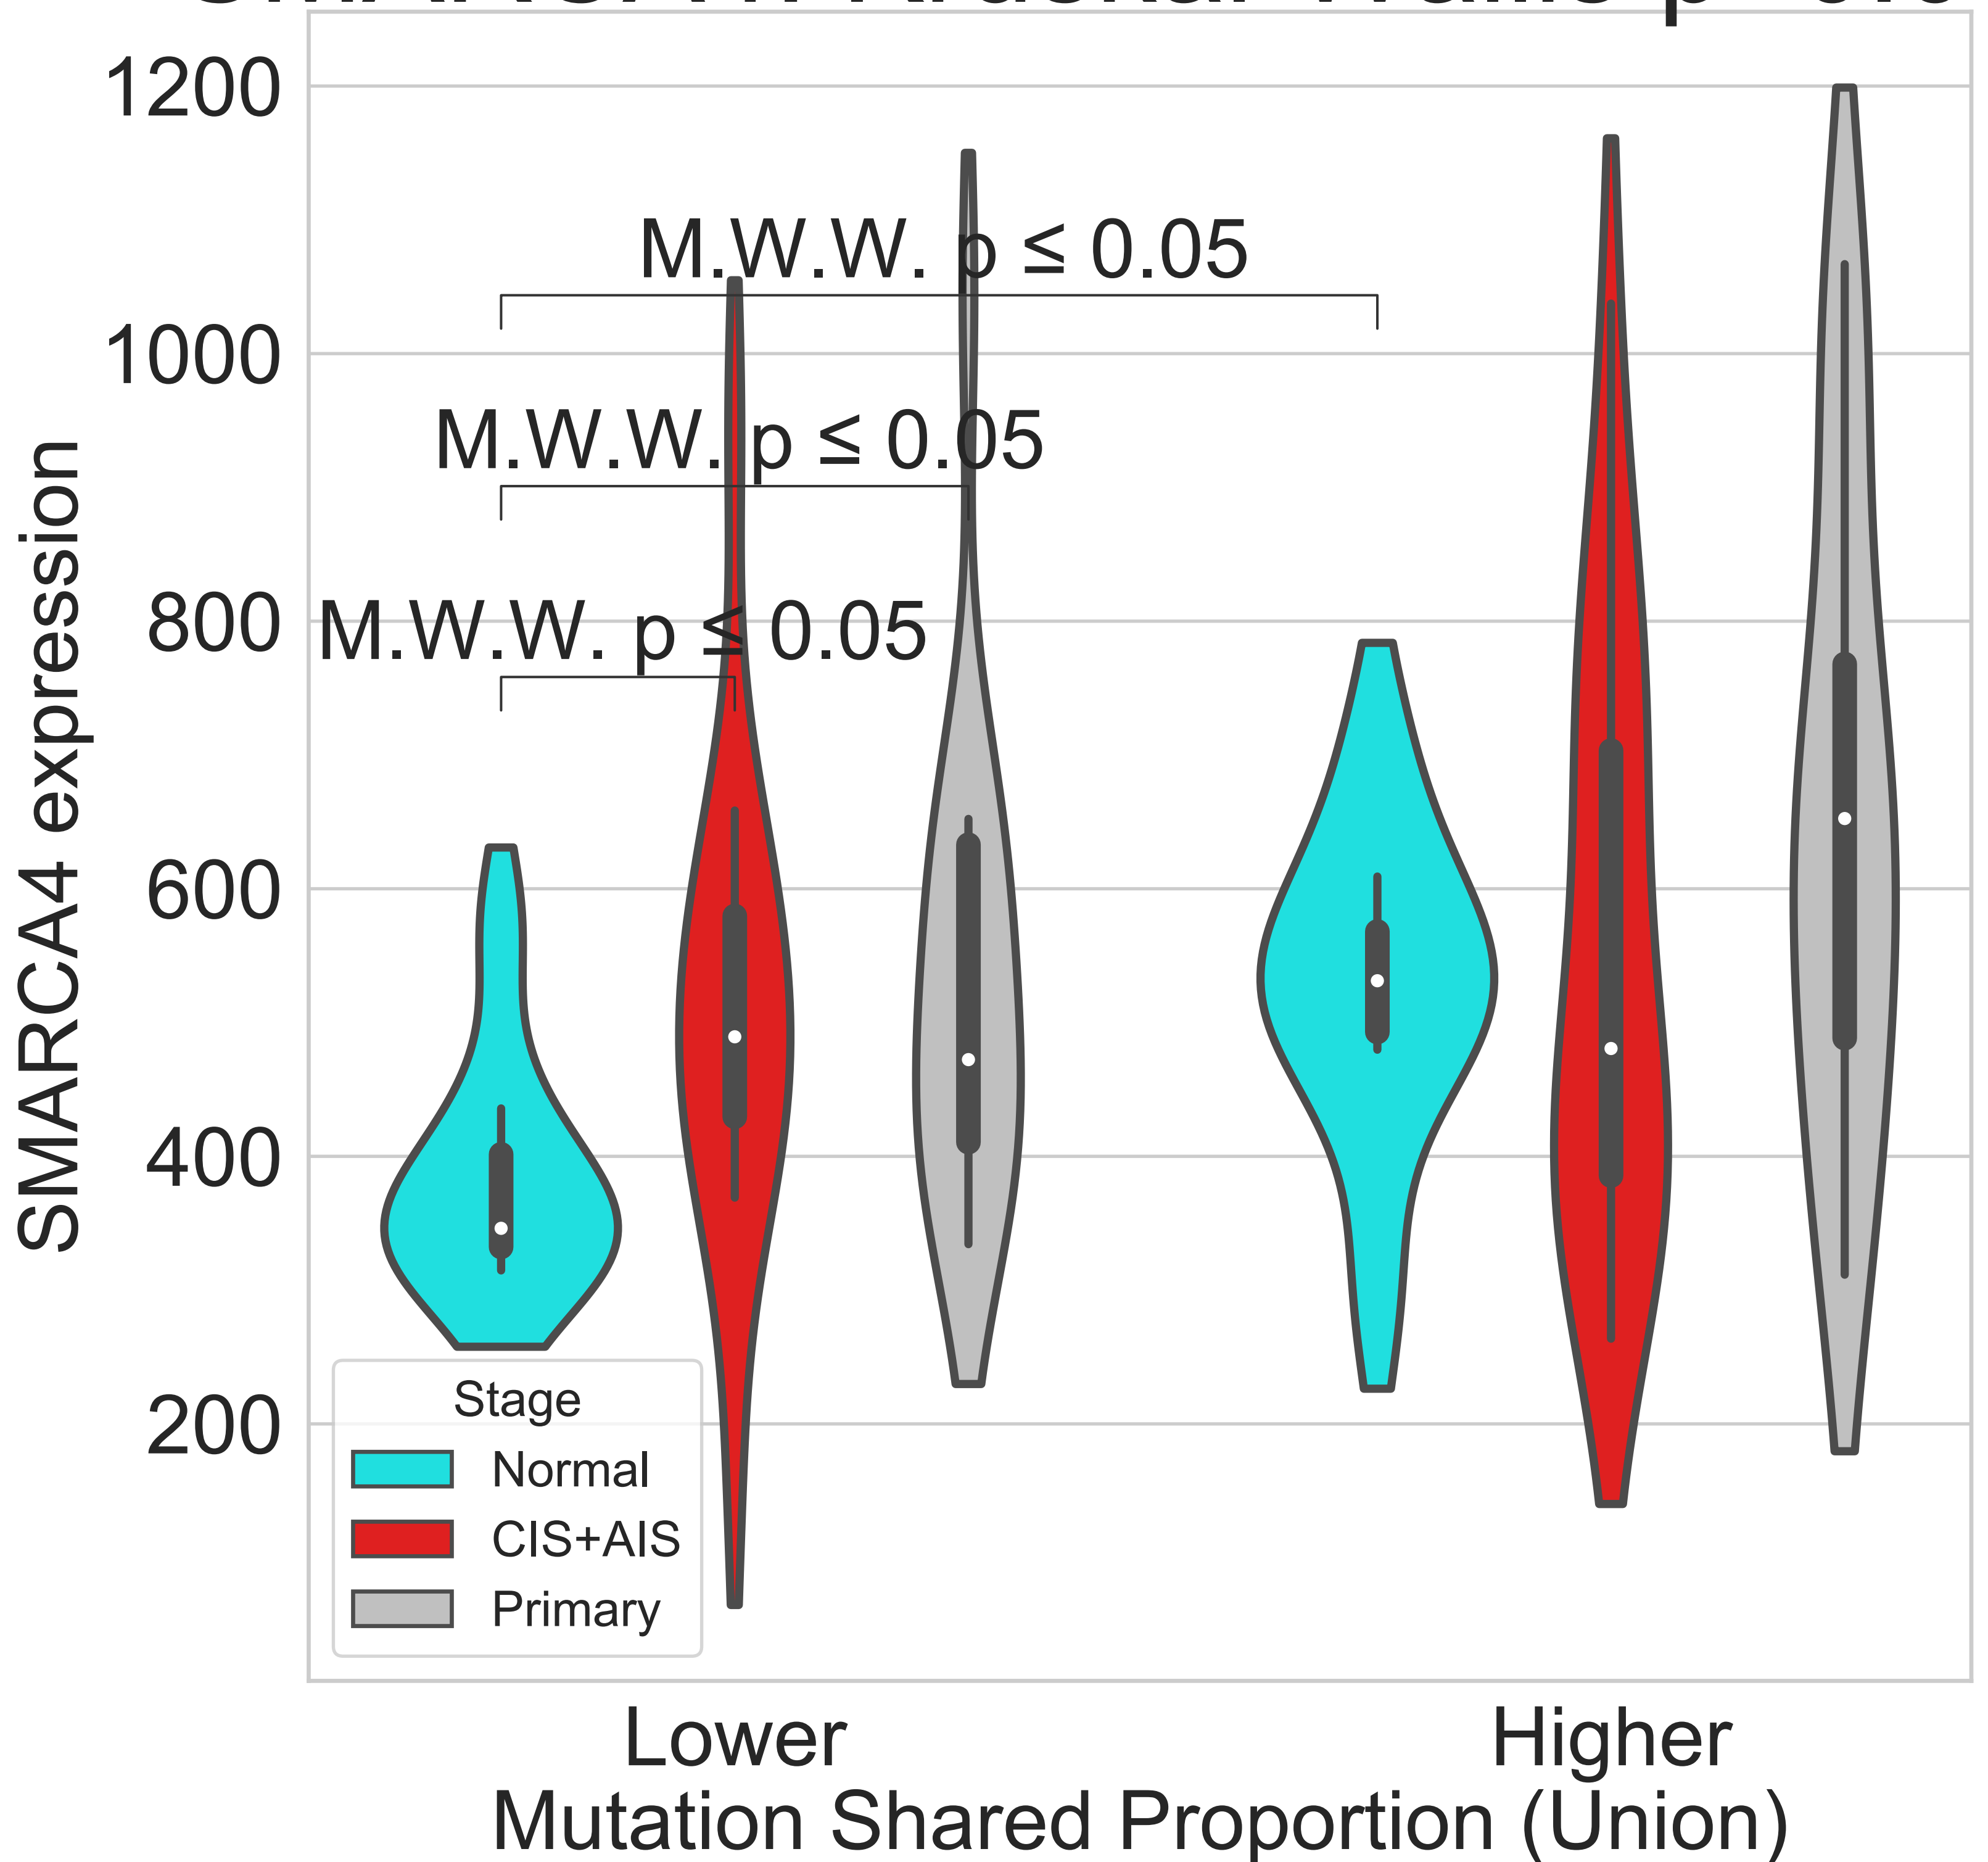 1200
1000
800
600
400
200
SMARCA4 expression
M.W.W. p ≤ 0.05
M.W.W. p ≤ 0.05
M.W.W. p ≤ 0.05
Stage
Normal
CIS+AIS
Primary
Lower
Higher
Mutation Shared Proportion (Union)